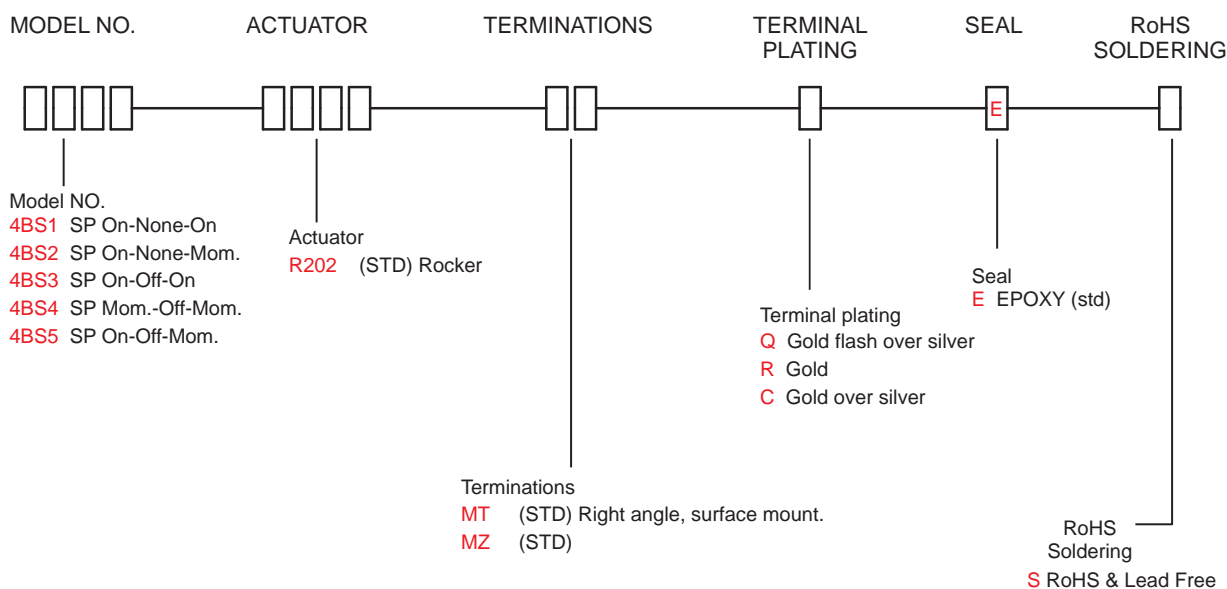 MODEL NO. ACTUATOR TERMINATIONS TERMINAL PLATING SEAL RoHS SOLDERING
E
Model NO.
4BS1 SP On-None-On
4BS2 SP On-None-Mom.
4BS3 SP On-Off-On
4BS4 SP Mom.-Off-Mom.
4BS5 SP On-Off-Mom.
Actuator
R202 (STD) Rocker
Terminations
MT (STD) Right angle, surface mount.
MZ (STD)
Terminal plating
Q Gold flash over silver
R Gold
C Gold over silver
Seal
E EPOXY (std)
RoHS
Soldering
S RoHS & Lead Free